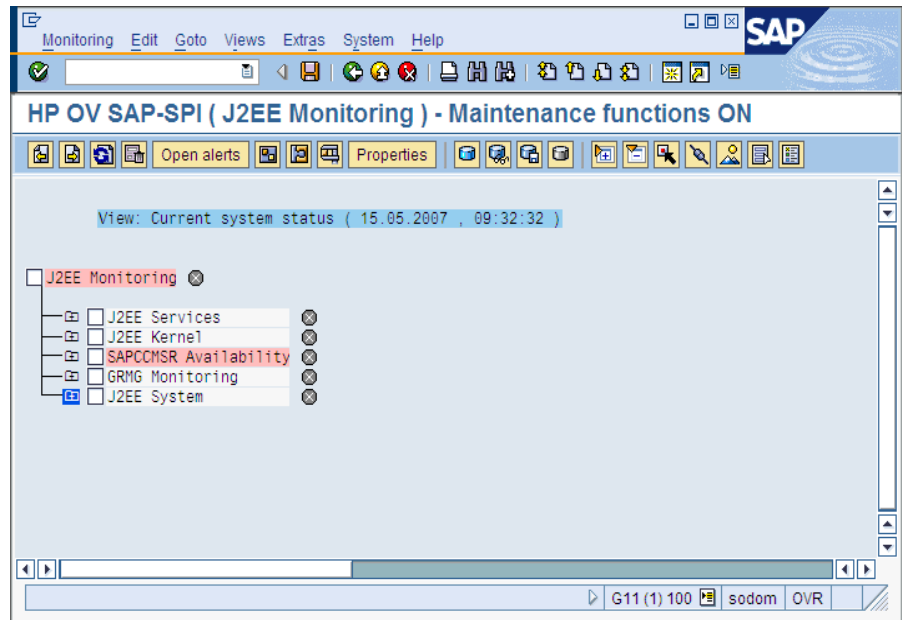 Monitoring Edit Goto Views Extras System Help
SAP
HP OV SAP-SPI ( J2EE Monitoring ) - Maintenance functions ON
Open alerts Properties
View: Current system status ( 15.05.2007 , 09:32:32 )
J2EE Monitoring
J2EE Services
J2EE Kernel
SAPCCMSR Availability
GRMG Monitoring
J2EE System
G11 (1) 100 sodom OVR